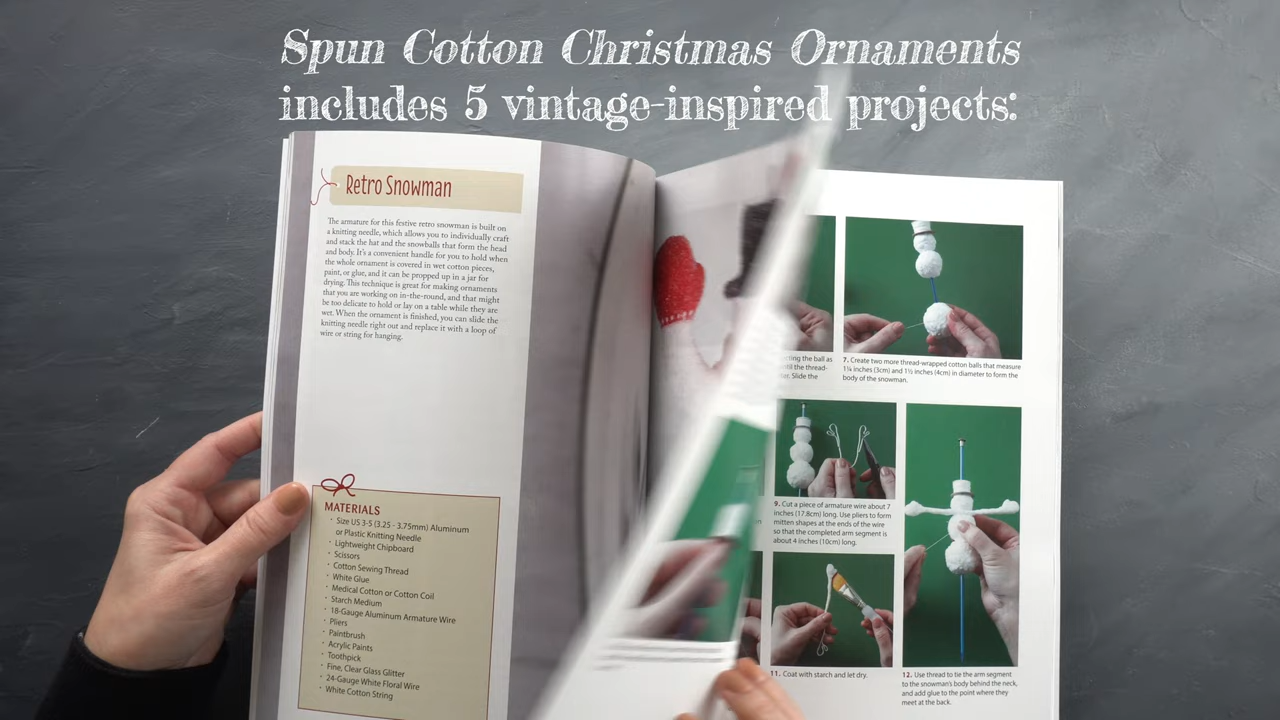 Spun Cotton Christmas Ornaments
includes 5 vintage-inspired projects:
Retro Snowman
The armature for this festive retro snowman is built on
a knitting needle, which allows you to individually craft
and stack the hat and the snowballs that form the head
and body. It's a convenient handle for you to hold when
the whole ornament is covered in wet cotton pieces,
paint, or glue, and it can be propped up in a jar for
drying. This technique is great for making ornaments
that you are working on in-the-round, and that might
be too delicate to hold or lay on a table while they are
wet. When the ornament is finished, you can slide the
knitting needle right out and replace it with a loop of
wire or string for hanging.
MATERIALS
· Size US 3-5 (3.25 - 3.75mm) Aluminum
or Plastic Knitting Needle
· Lightweight Chipboard
· Scissors
· Cotton Sewing Thread
· White Glue
· Medical Cotton or Cotton Coil
· Starch Medium
· 18-Gauge Aluminum Armature Wire
· Pliers
· Paintbrush
· Acrylic Paints
· Toothpick
· Fine, Clear Glass Glitter
· 24-Gauge White Floral Wire
· White Cotton String
the ball as
the thread-
Slide the
7. Create two more thread-wrapped cotton balls that measure
1¼ inches (3cm) and 1½ inches (4cm) in diameter to form the
body of the snowman.
9. Cut a piece of armature wire about 7
inches (17.8cm) long. Use pliers to form
mitten shapes at the ends of the wire
so that the completed arm segment is
about 4 inches (10cm) long.
11. Coat with starch and let dry.
12. Use thread to tie the arm segment
to the snowman's body behind the neck,
and add glue to the point where they
meet at the back.